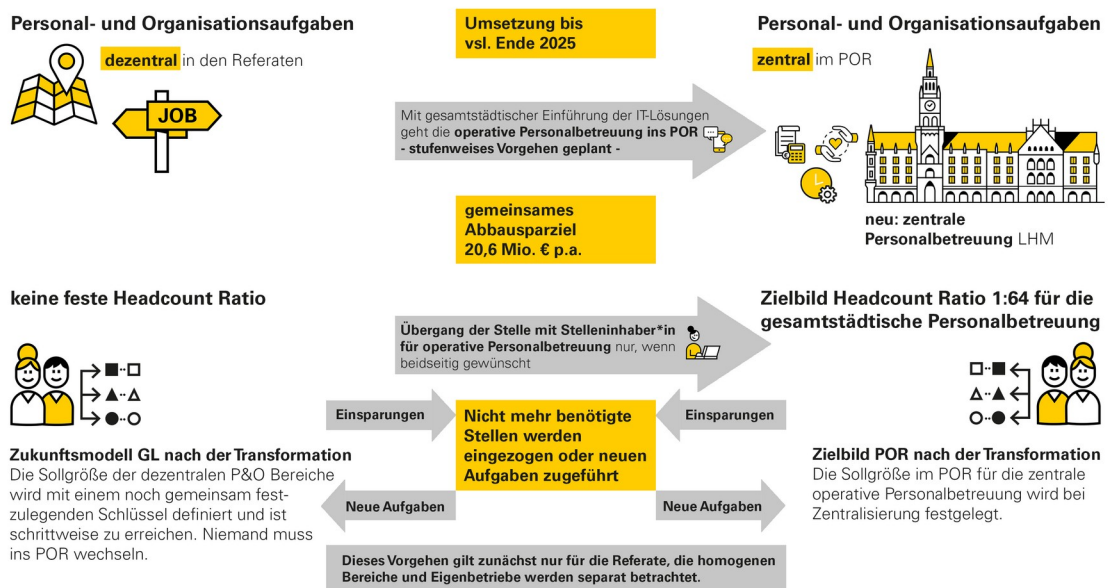 Personal- und Organisationsaufgaben
dezentral in den Referaten
JOB
Umsetzung bis
vsl. Ende 2025
Personal- und Organisationsaufgaben
zentral im POR
Mit gesamtstädtischer Einführung der IT-Lösungen
geht die operative Personalbetreuung ins POR
- stufenweises Vorgehen geplant -
neu: zentrale
Personalbetreuung LHM
gemeinsames
Abbausparziel
20,6 Mio. € p.a.
keine feste Headcount Ratio
Zielbild Headcount Ratio 1:64 für die
gesamtstädtische Personalbetreuung
Übergang der Stelle mit Stelleninhaber*in
für operative Personalbetreuung nur, wenn
beidseitig gewünscht
Einsparungen
Nicht mehr benötigte
Stellen werden
eingezogen oder neuen
Aufgaben zugeführt
Einsparungen
Zukunftsmodell GL nach der Transformation
Die Sollgröße der dezentralen P&O Bereiche
wird mit einem noch gemeinsam fest-
zulegenden Schlüssel definiert und ist
schrittweise zu erreichen. Niemand muss
ins POR wechseln.
Neue Aufgaben
Neue Aufgaben
Zielbild POR nach der Transformation
Die Sollgröße im POR für die zentrale
operative Personalbetreuung wird bei
Zentralisierung festgelegt.
Dieses Vorgehen gilt zunächst nur für die Referate, die homogenen
Bereiche und Eigenbetriebe werden separat betrachtet.